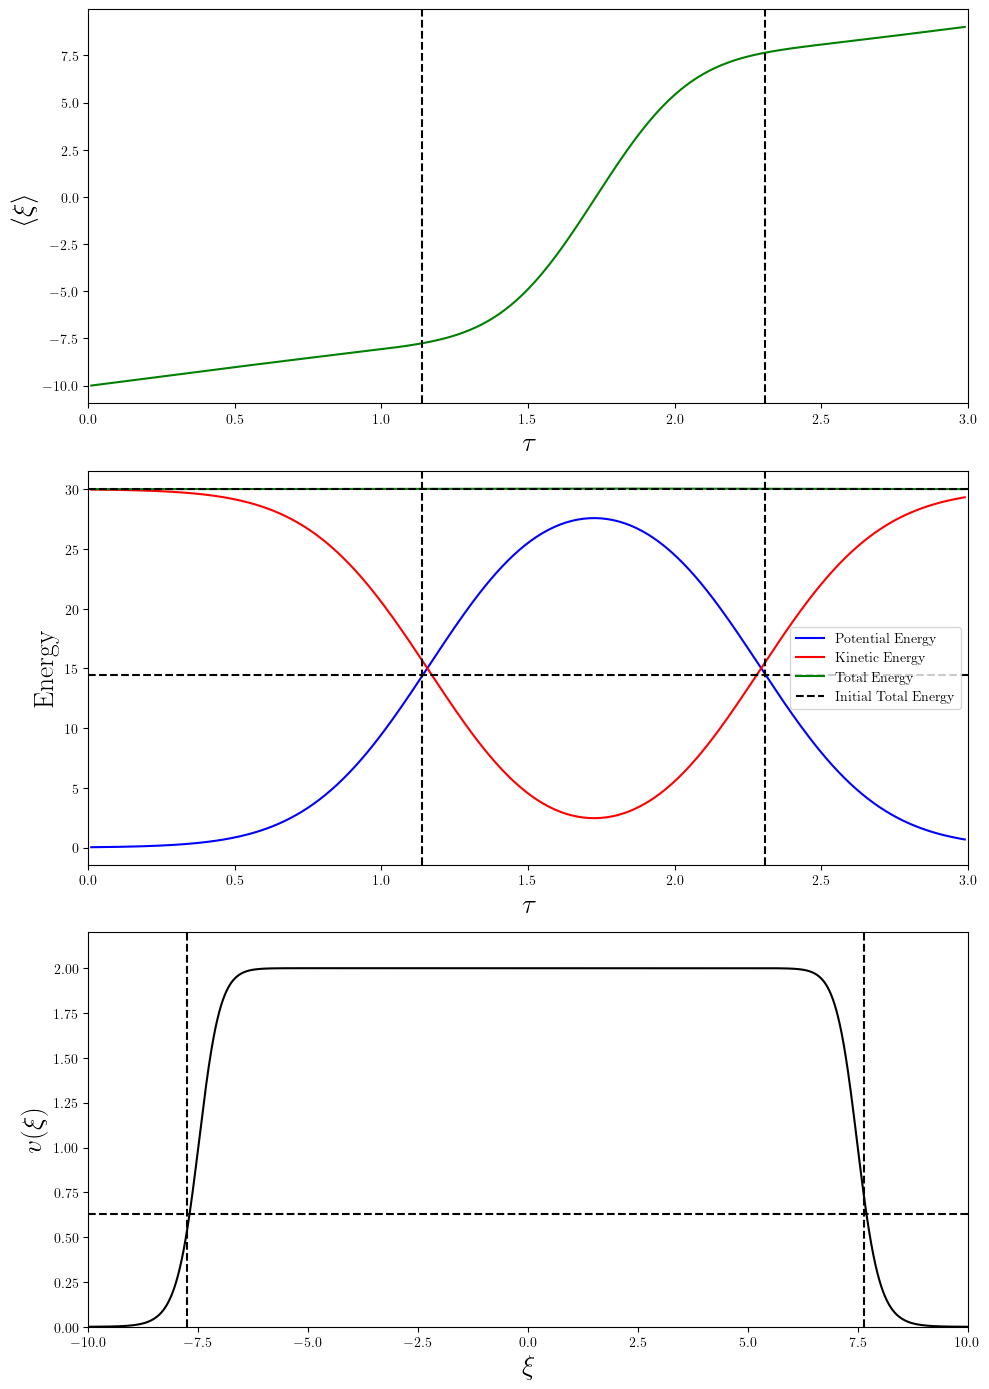 7.5
5.0
2.5
0.0
−2.5
−5.0
−7.5
−10.0
⟨ξ⟩
0.0 0.5 1.0 1.5 2.0 2.5 3.0
τ
30
25
20
15
10
5
0
Energy
Potential Energy
Kinetic Energy
Total Energy
Initial Total Energy
0.0 0.5 1.0 1.5 2.0 2.5 3.0
τ
2.00
1.75
1.50
1.25
1.00
0.75
0.50
0.25
0.00
v(ξ)
−10.0 −7.5 −5.0 −2.5 0.0 2.5 5.0 7.5 10.0
ξ